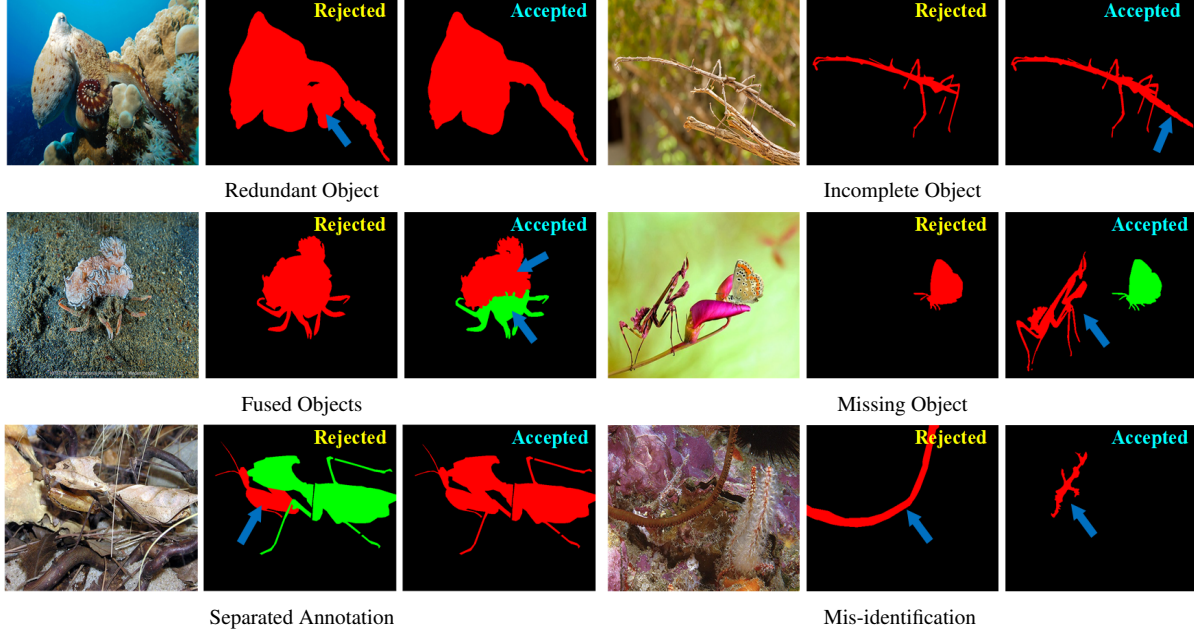 Rejected Accepted Rejected Accepted
Redundant Object Incomplete Object
Rejected Accepted Rejected Accepted
Fused Objects Missing Object
Rejected Accepted Rejected Accepted
Separated Annotation Mis-identification